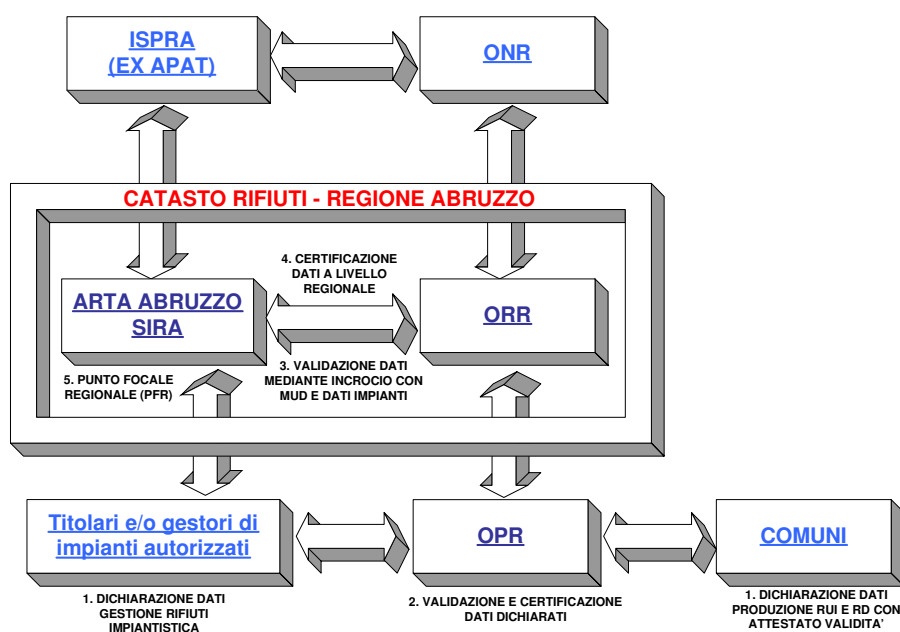 ISPRA
(EX APAT)
ONR
CATASTO RIFIUTI - REGIONE ABRUZZO
4. CERTIFICAZIONE
DATI A LIVELLO
REGIONALE
ARTA ABRUZZO
SIRA
ORR
3. VALIDAZIONE DATI
MEDIANTE INCROCIO CON
MUD E DATI IMPIANTI
5. PUNTO FOCALE
REGIONALE (PFR)
Titolari e/o gestori di
impianti autorizzati
OPR
COMUNI
1. DICHIARAZIONE DATI
GESTIONE RIFIUTI
IMPIANTISTICA
2. VALIDAZIONE E CERTIFICAZIONE
DATI DICHIARATI
1. DICHIARAZIONE DATI
PRODUZIONE RUI E RD CON
ATTESTATO VALIDITA'